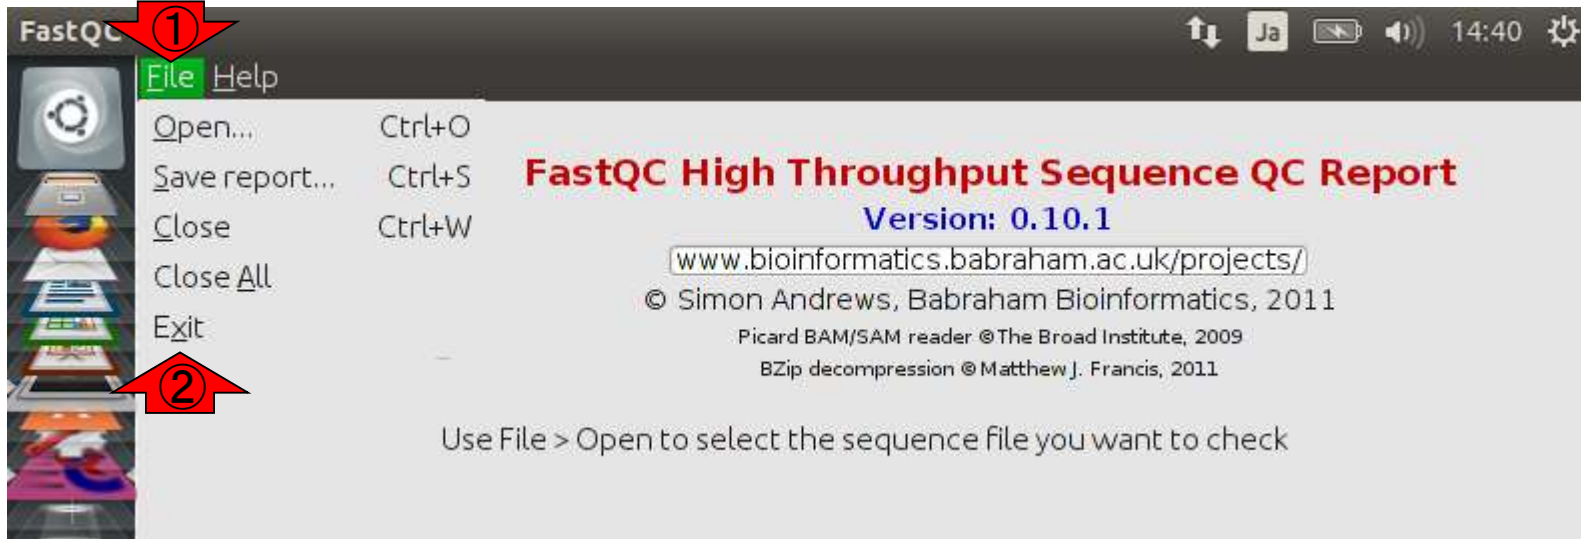 FastQC
①
Ja
14:40
File Help
Open... Ctrl+O
Save report... Ctrl+S
Close Ctrl+W
Close All
Exit
②
FastQC High Throughput Sequence QC Report
Version: 0.10.1
www.bioinformatics.babraham.ac.uk/projects/
© Simon Andrews, Babraham Bioinformatics, 2011
Picard BAM/SAM reader ©The Broad Institute, 2009
BZip decompression ©Matthew J. Francis, 2011
Use File > Open to select the sequence file you want to check